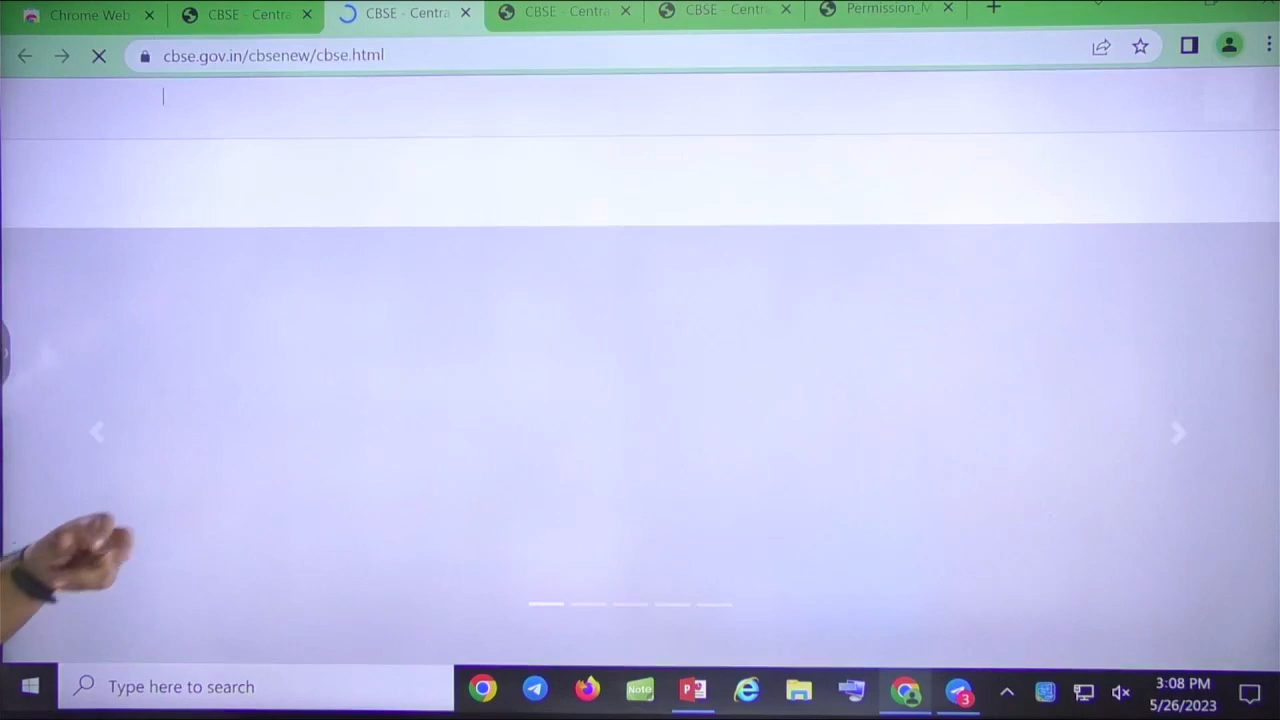 Chrome Web
CBSE - Centra
CBSE - Centra
CBSE - Centra
CBSE - Centra
Permission_M
cbse.gov.in/cbsenew/cbse.html
Type here to search
Note
3
3:08 PM
5/26/2023